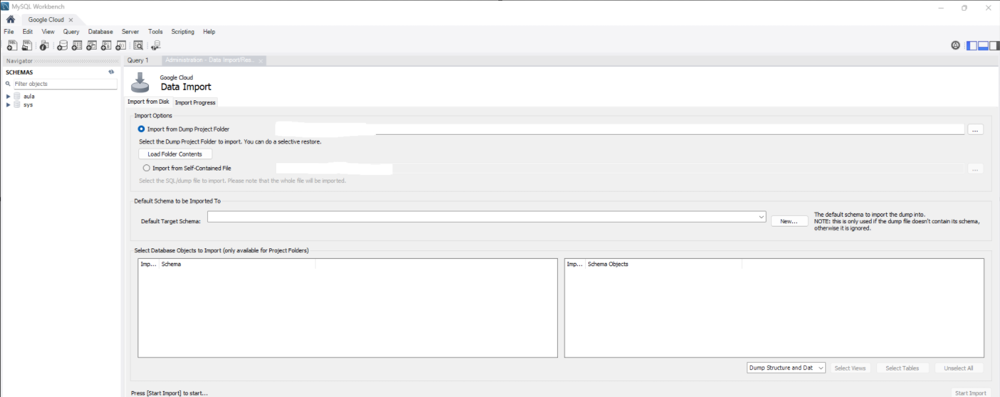 MySQL Workbench
Google Cloud
File Edit View Query Database Server Tools Scripting Help
Navigator
SCHEMAS
Filter objects
aula
sys
Query 1 Administration - Data Import/Res...
Google Cloud
Data Import
Import from Disk Import Progress
Import Options
Import from Dump Project Folder ...
Select the Dump Project Folder to import. You can do a selective restore.
Load Folder Contents
Import from Self-Contained File ...
Select the SQL/dump file to import. Please note that the whole file will be imported.
Default Schema to be Imported To
Default Target Schema: New...
The default schema to import the dump into.
NOTE: this is only used if the dump file doesn't contain its schema,
otherwise it is ignored.
Select Database Objects to Import (only available for Project Folders)
Imp... Schema Imp... Schema Objects
Dump Structure and Dat Select Views Select Tables Unselect All
Press [Start Import] to start... Start Import